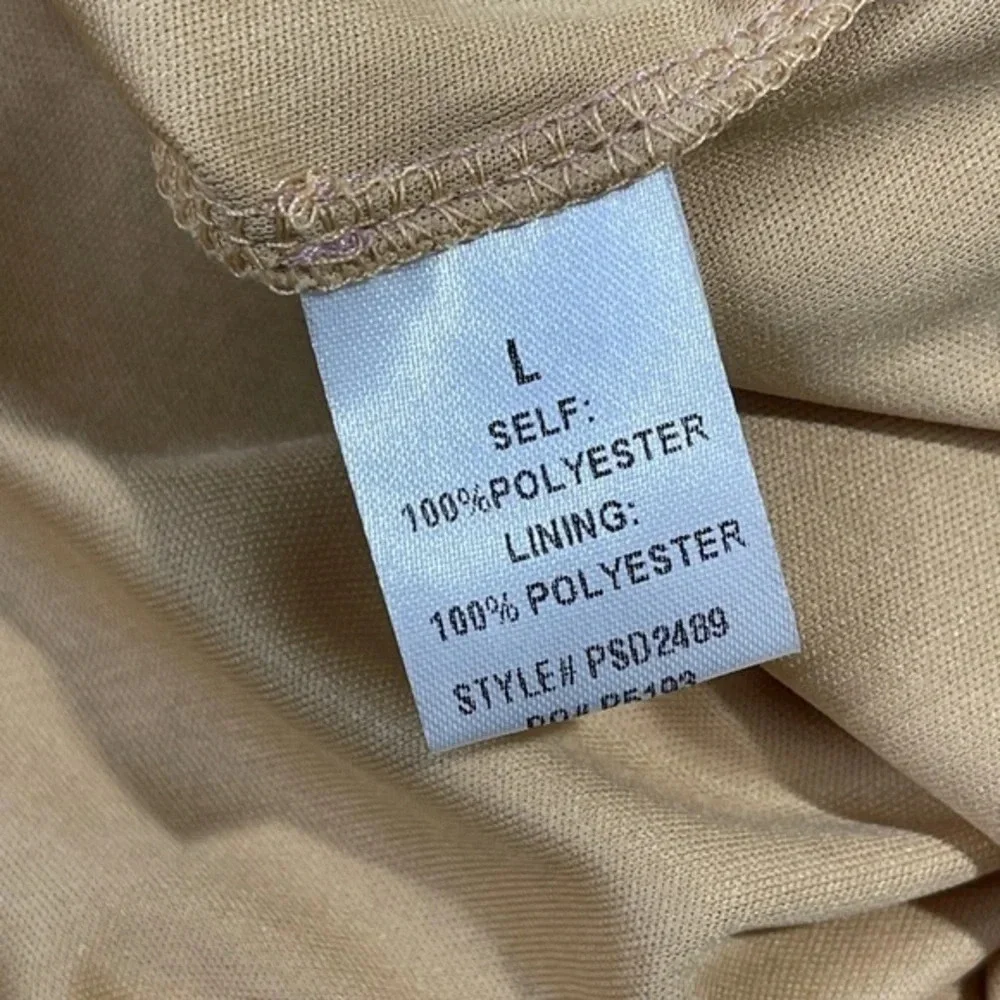 L
SELF:
100%POLYESTER
LINING:
100% POLYESTER
STYLE# PSD2489